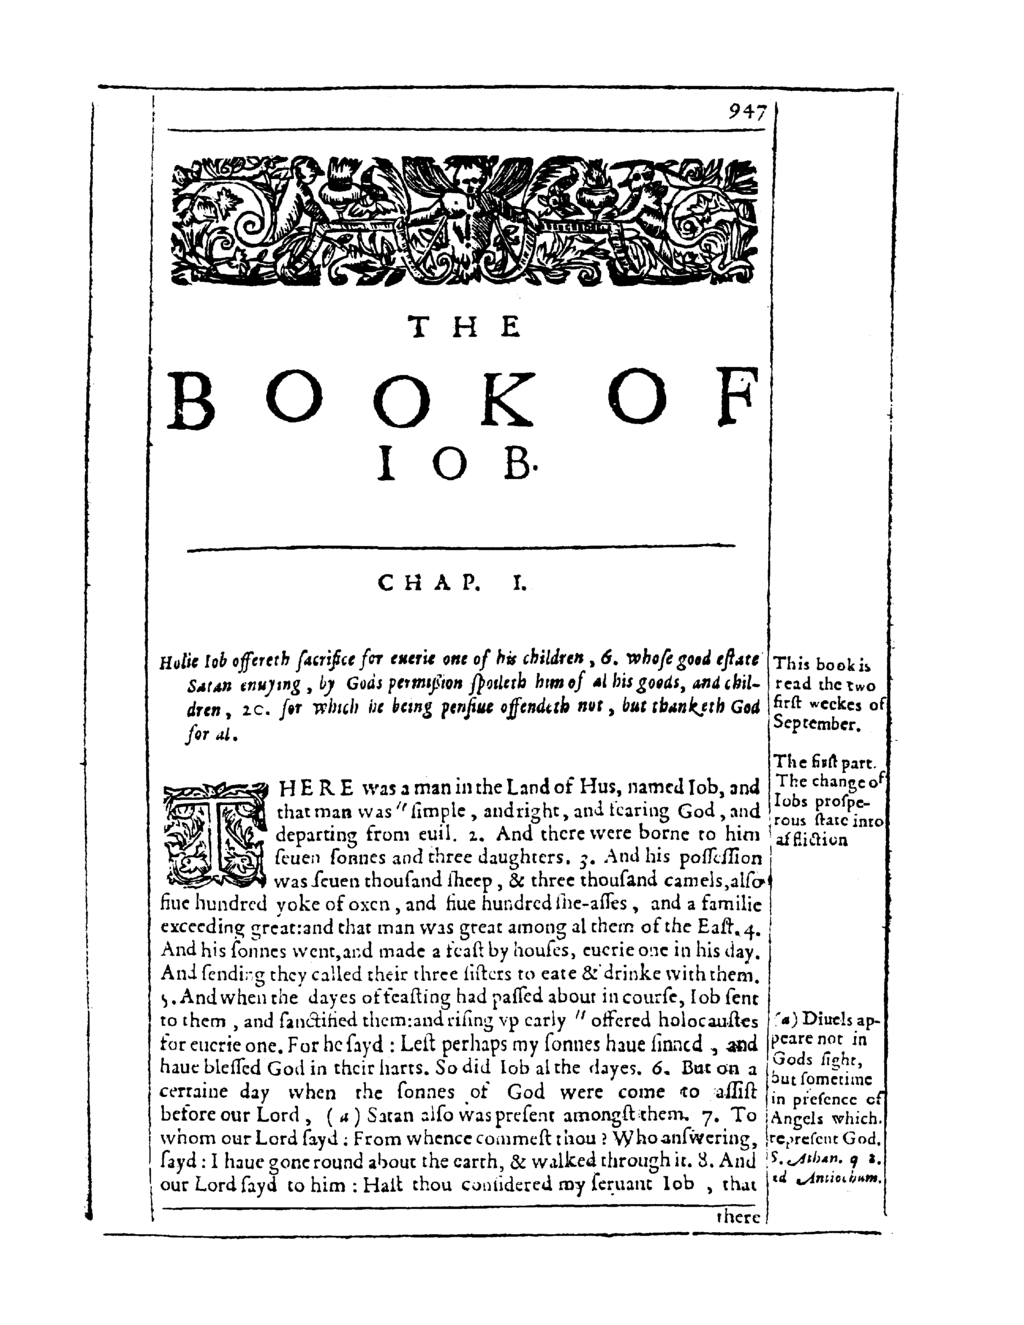 947
THE
BOOK OF
IOB.
CHAP. I.
Holie Iob offereth ſacrifice for euerie one of his children, 6. whoſe good eſtate
Satan enuying, by Gods permißion ſpoileth him of al his goods, and chil-
dren, 20. for which he being penſiue offendeth not, but thanketh God
for al.
THERE was a man in the Land of Hus, named Iob, and
that man was " ſimple, and right, and fearing God, and
departing from euil. 2. And there were borne to him
ſeuen ſonnes and three daughters. 3. And his poſſeſſion
was ſeuen thouſand ſheep, & three thouſand camels, alſo
fiue hundred yoke of oxen, and fiue hundred ſhe-aſſes, and a familie
exceeding great: and that man was great among al them of the Eaſt. 4.
And his ſonnes went, and made a feaſt by houſes, euerie one in his day.
And ſending they called their three ſiſters to eate & drinke with them.
5. And when the dayes of feaſting had paſſed about in courſe, Iob ſent
to them, and ſanctified them: and riſing vp early " offered holocauſtes
for euerie one. For he ſayd: Leſt perhaps my ſonnes haue ſinned, and
haue bleſſed God in their harts. So did Iob al the dayes. 6. But on a
certaine day when the ſonnes of God were come to aſſiſt
before our Lord, (a) Satan alſo was preſent amongſt them. 7. To
whom our Lord ſayd: From whence commeſt thou? Who anſwering,
ſayd: I haue gone round about the earth, & walked through it. 8. And
our Lord ſayd to him: Haſt thou conſidered my ſeruant Iob, that
there
This book is
read the two
firſt weekes of
September.
The firſt part.
The change of
Iobs proſpe-
rous ſtate into
affliction
(a) Diuels ap-
peare not in
Gods ſight,
but ſometime
in preſence of
Angels which
repreſent God.
S. Athan. q 8.
ad Antiochum.